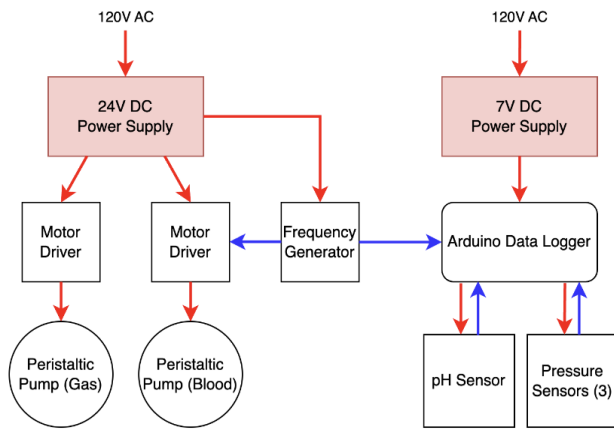 120V AC
120V AC
24V DC
Power Supply
7V DC
Power Supply
Motor
Driver
Motor
Driver
Frequency
Generator
Arduino Data Logger
Peristaltic
Pump (Gas)
Peristaltic
Pump (Blood)
pH Sensor
Pressure
Sensors (3)